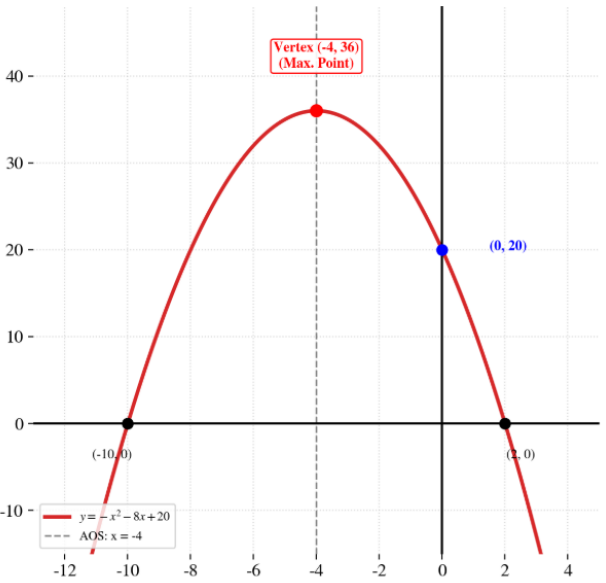 Vertex (-4, 36)
(Max. Point)
40
30
20
(0, 20)
10
0
(-10, 0)
(2, 0)
-10
y = −x² − 8x + 20
AOS: x = -4
-12 -10 -8 -6 -4 -2 0 2 4